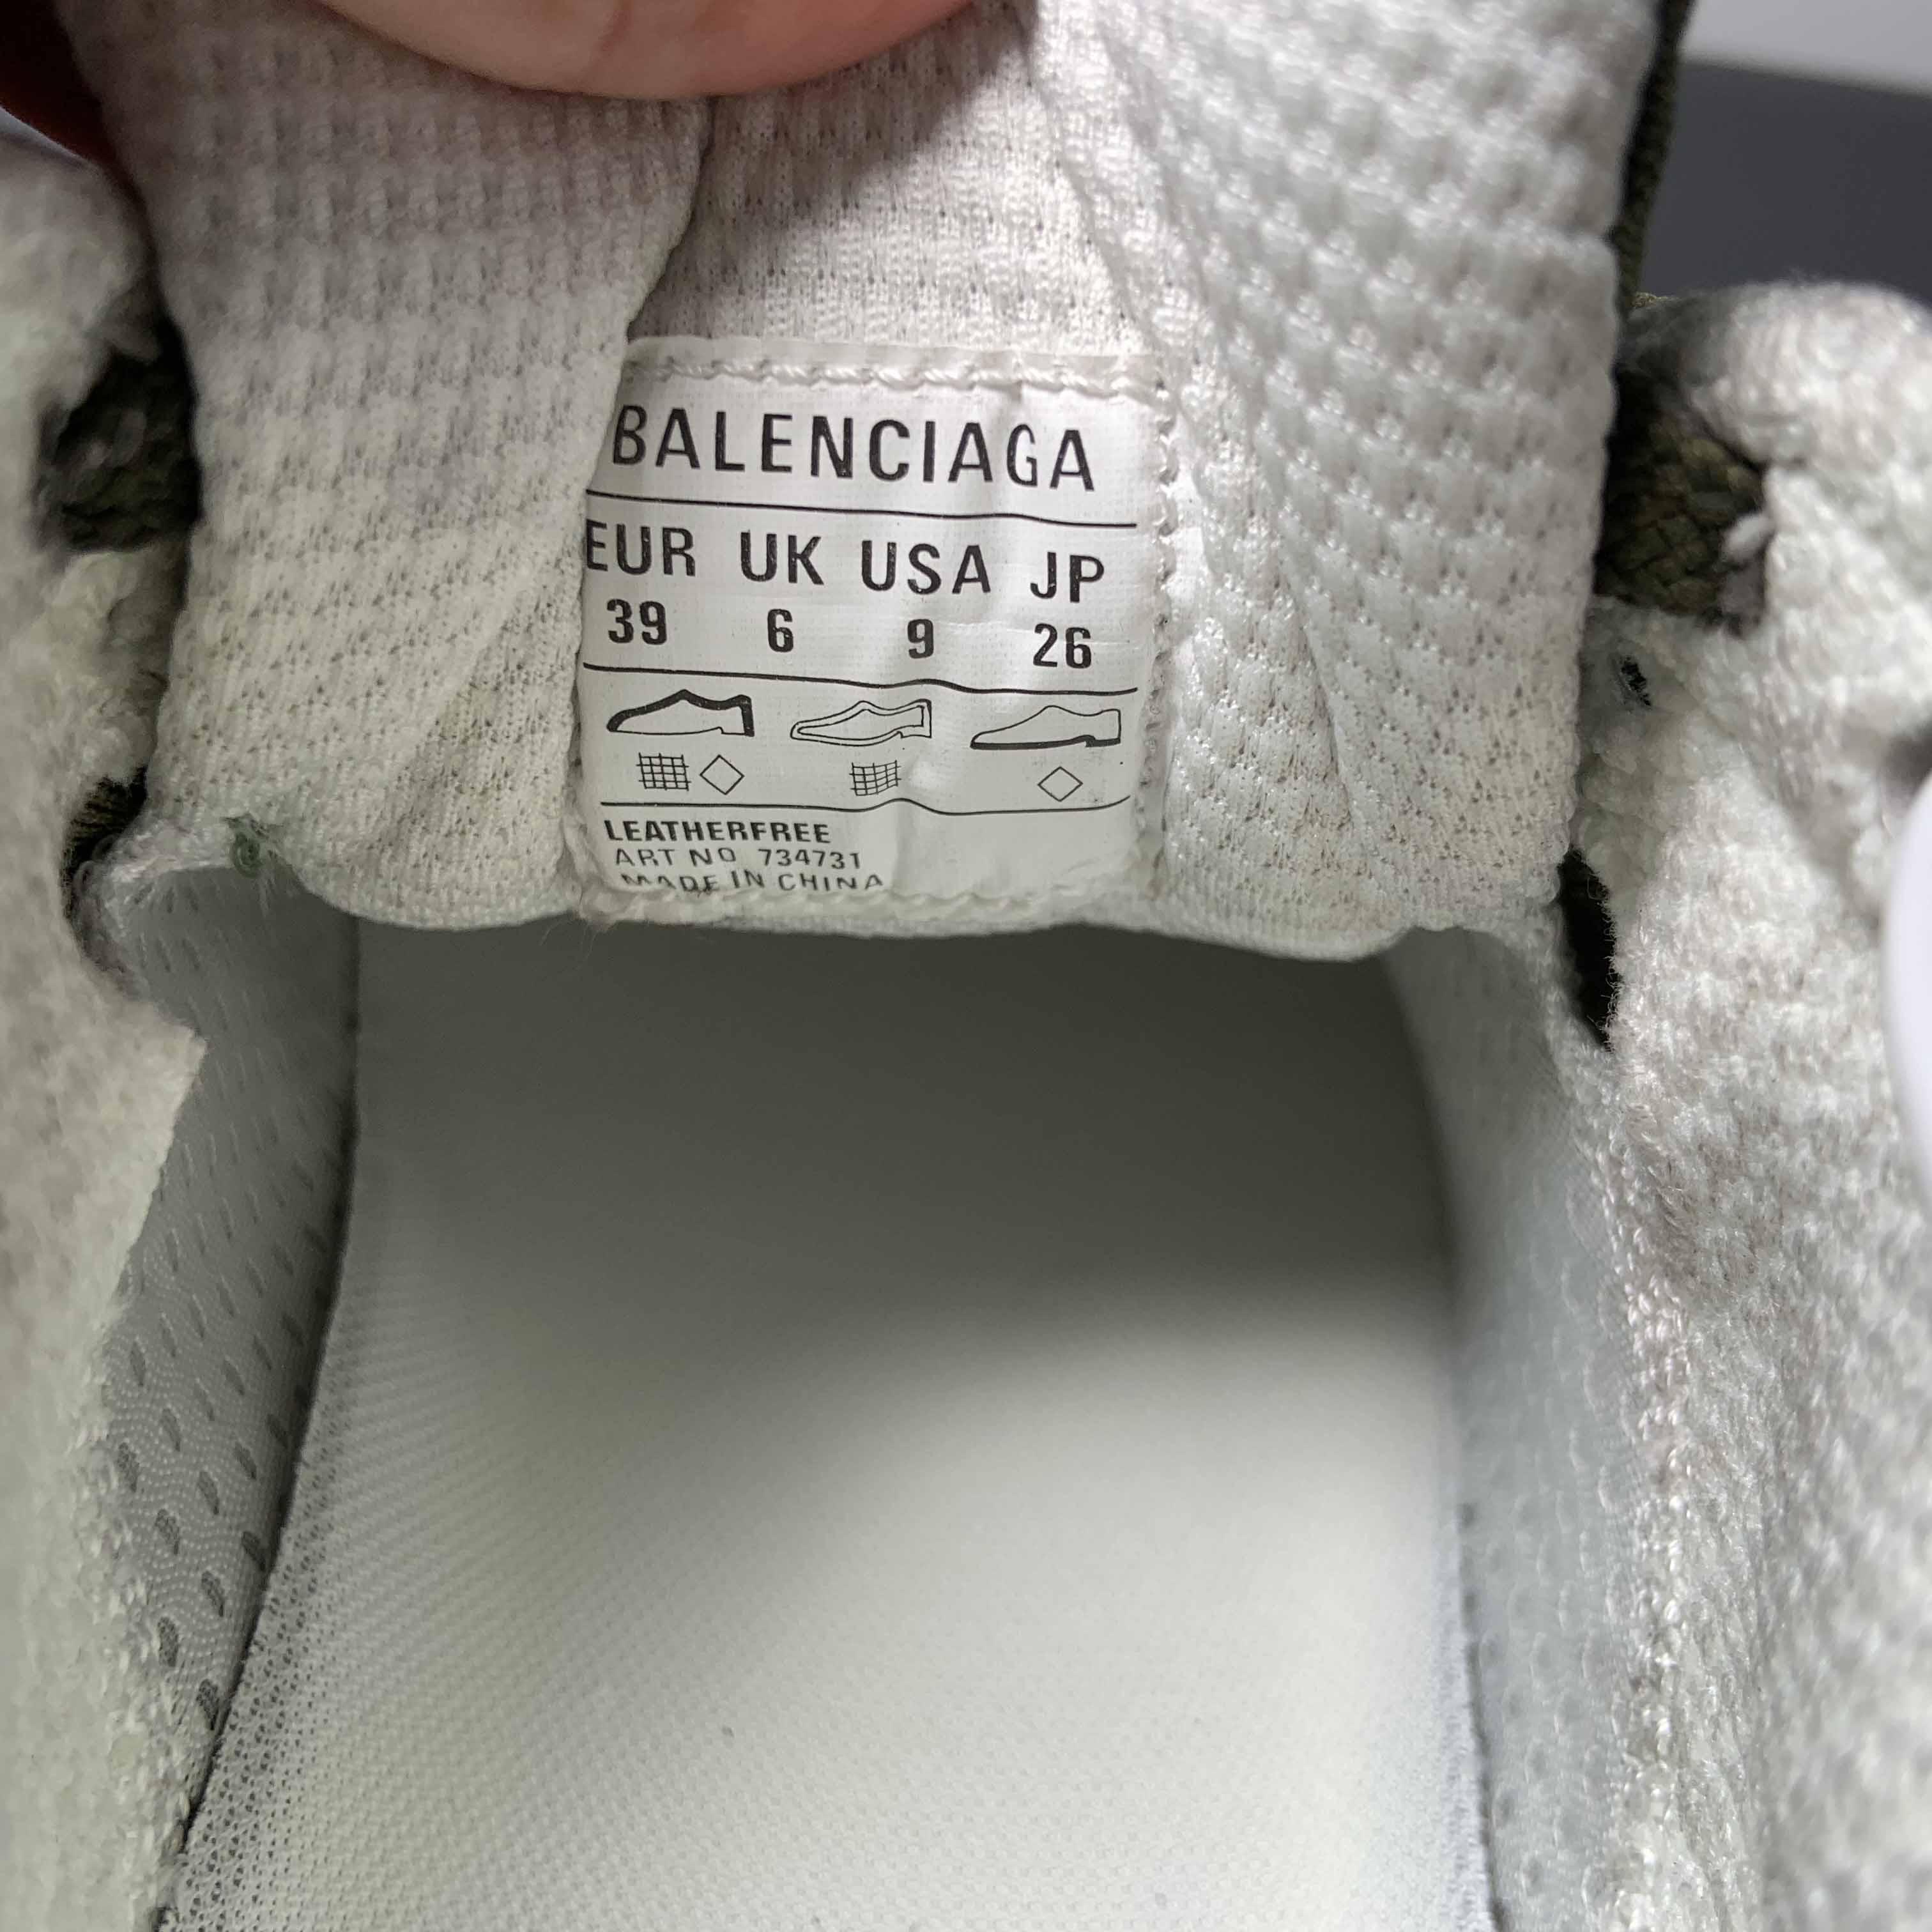 BALENCIAGA
EUR UK USA JP
39 6 9 26
LEATHERFREE
ART NO 734731
MADE IN CHINA